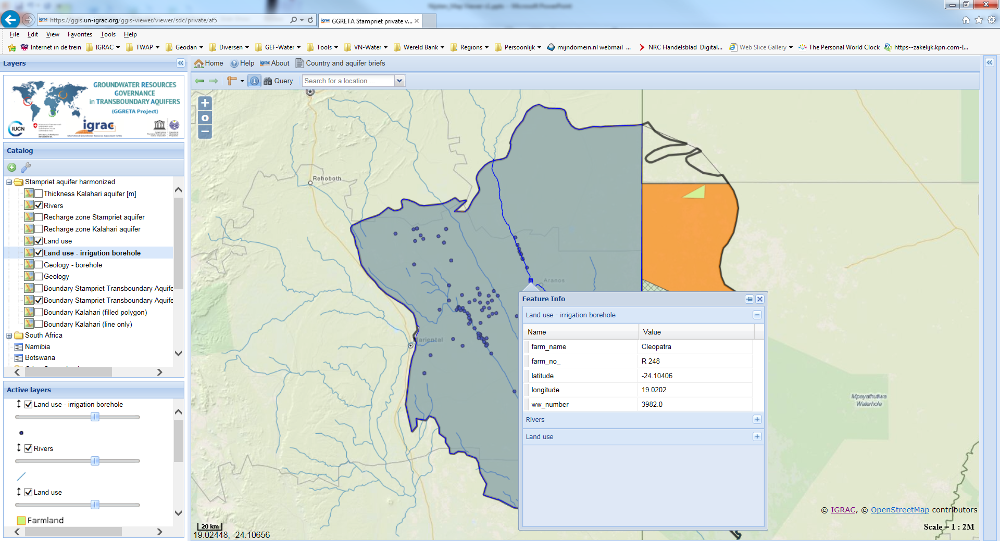 https://ggis.un-igrac.org/ggis-viewer/viewer/sdc/private/af5
igrac GGRETA Stampriet private v...
File Edit View Favorites Tools Help
Internet in de trein IGRAC TWAP Geodan Diversen GEF-Water Tools VN-Water Wereld Bank Regions Persoonlijk mijndomein.nl webmail ... NRC Handelsblad Digital... Web Slice Gallery The Personal World Clock https--zakelijk.kpn.com-I...
Layers
Home Help igrac About Country and aquifer briefs
Query Search for a location ...
GROUNDWATER RESOURCES
GOVERNANCE
in TRANSBOUNDARY AQUIFERS
(GGRETA Project)
IUCN
igrac
Catalog
Stampriet aquifer harmonized
Thickness Kalahari aquifer [m]
Rivers
Recharge zone Stampriet aquifer
Recharge zone Kalahari aquifer
Land use
Land use - irrigation borehole
Geology - borehole
Geology
Boundary Stampriet Transboundary Aquife
Boundary Stampriet Transboundary Aquife
Boundary Kalahari (filled polygon)
Boundary Kalahari (line only)
South Africa
Namibia
Botswana
Active layers
Land use - irrigation borehole
Rivers
Land use
Farmland
Rehoboth
Aranos
Mariental
Mpayathutlwa
Waterhole
Feature Info
Land use - irrigation borehole
Name Value
farm_name Cleopatra
farm_no_ R 248
latitude -24.10406
longitude 19.0202
ww_number 3982.0
Rivers
Land use
© IGRAC, © OpenStreetMap contributors
Scale = 1 : 2M
20 km
19.02448, -24.10656